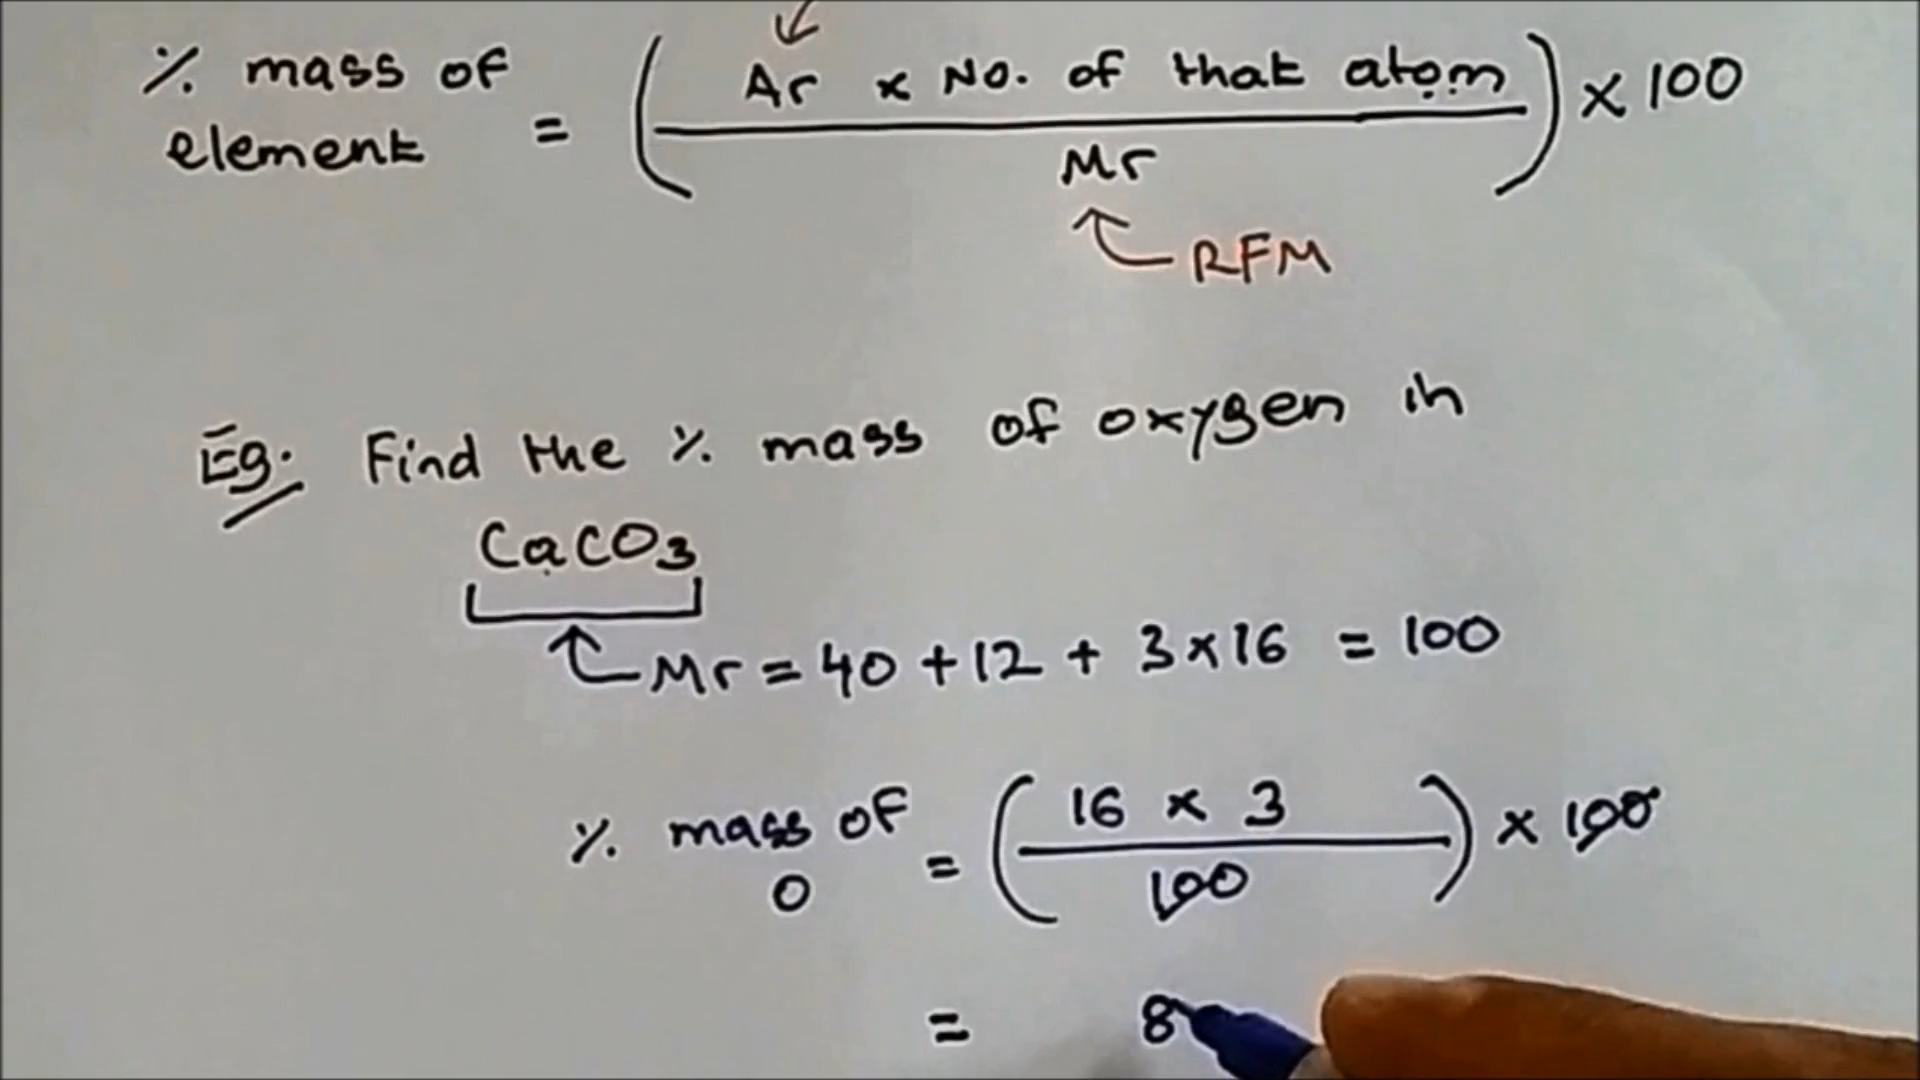 % mass of element = ( Ar x No. of that atom / Mr ) x 100
RFM
Eg. Find the % mass of oxygen in
CaCO3
Mr = 40 + 12 + 3x16 = 100
% mass of O = ( 16 x 3 / 100 ) x 100
= 8